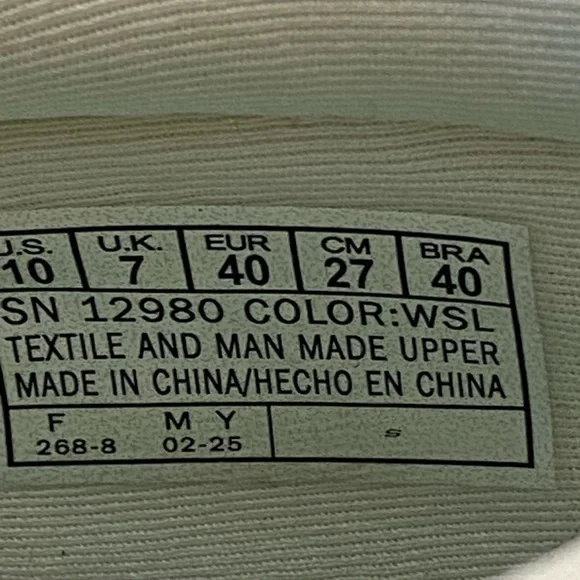 U.S. U.K. EUR CM BRA
10 7 40 27 40
SN 12980 COLOR:WSL
TEXTILE AND MAN MADE UPPER
MADE IN CHINA/HECHO EN CHINA
F M Y
268-8 02-25 S